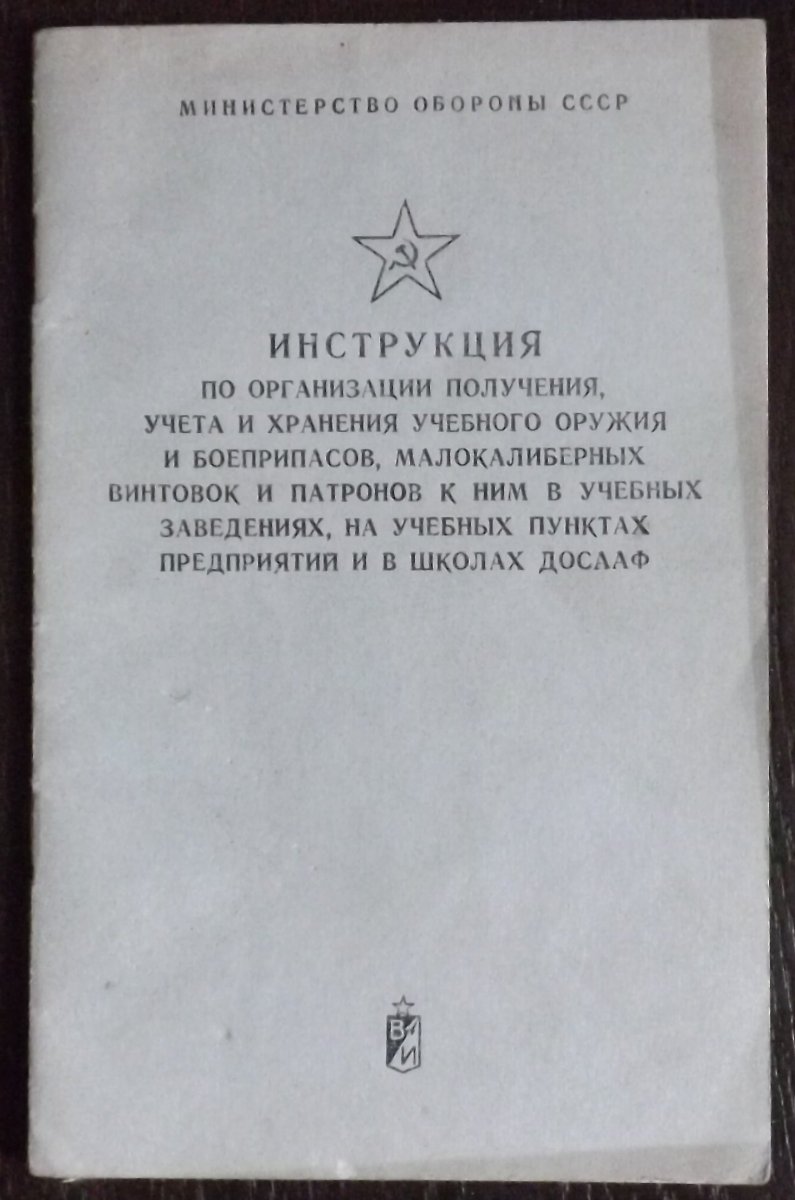 МИНИСТЕРСТВО ОБОРОНЫ СССР
ИНСТРУКЦИЯ
ПО ОРГАНИЗАЦИИ ПОЛУЧЕНИЯ,
УЧЕТА И ХРАНЕНИЯ УЧЕБНОГО ОРУЖИЯ
И БОЕПРИПАСОВ, МАЛОКАЛИБЕРНЫХ
ВИНТОВОК И ПАТРОНОВ К НИМ В УЧЕБНЫХ
ЗАВЕДЕНИЯХ, НА УЧЕБНЫХ ПУНКТАХ
ПРЕДПРИЯТИЙ И В ШКОЛАХ ДОСААФ
В
И